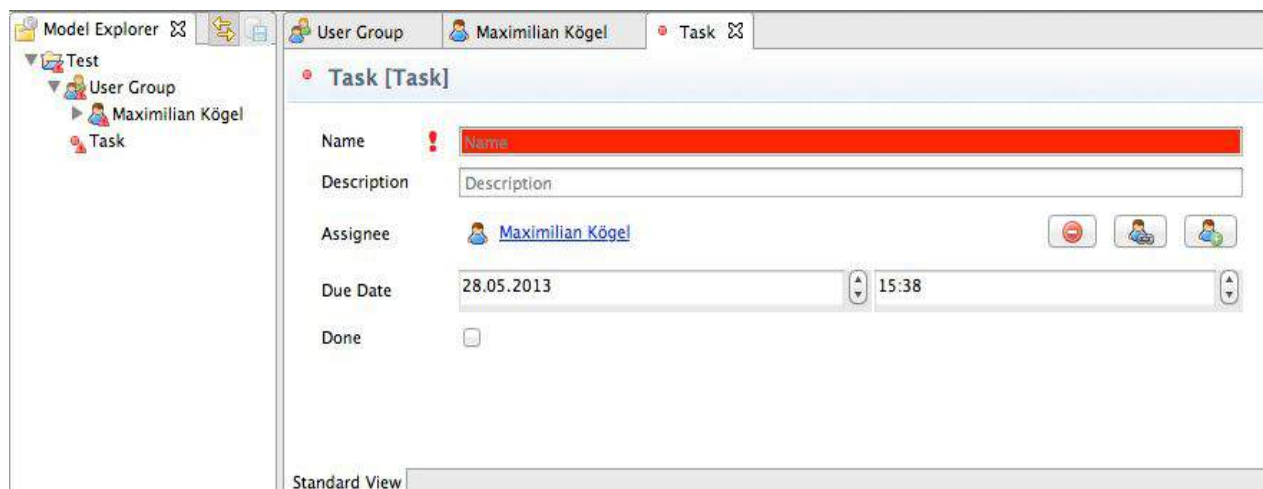 Model Explorer
Test
User Group
Maximilian Kögel
Task
User Group
Maximilian Kögel
Task
Task [Task]
Name
Name
Description
Description
Assignee
Maximilian Kögel
Due Date
28.05.2013
15:38
Done
Standard View